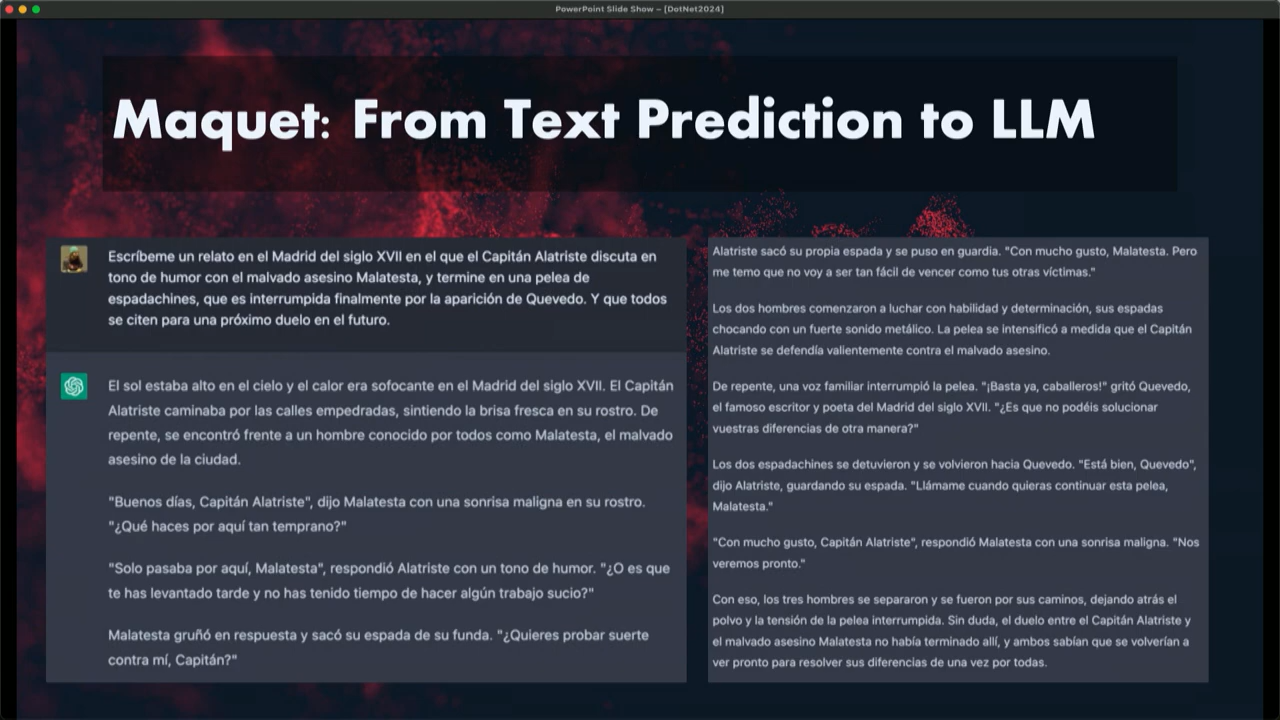 PowerPoint Slide Show – [DotNet2024]
Maquet: From Text Prediction to LLM
Escríbeme un relato en el Madrid del siglo XVII en el que el Capitán Alatriste discuta en
tono de humor con el malvado asesino Malatesta, y termine en una pelea de
espadachines, que es interrumpida finalmente por la aparición de Quevedo. Y que todos
se citen para una próximo duelo en el futuro.
El sol estaba alto en el cielo y el calor era sofocante en el Madrid del siglo XVII. El Capitán
Alatriste caminaba por las calles empedradas, sintiendo la brisa fresca en su rostro. De
repente, se encontró frente a un hombre conocido por todos como Malatesta, el malvado
asesino de la ciudad.
"Buenos días, Capitán Alatriste", dijo Malatesta con una sonrisa maligna en su rostro.
"¿Qué haces por aquí tan temprano?"
"Solo pasaba por aquí, Malatesta", respondió Alatriste con un tono de humor. "¿O es que
te has levantado tarde y no has tenido tiempo de hacer algún trabajo sucio?"
Malatesta gruñó en respuesta y sacó su espada de su funda. "¿Quieres probar suerte
contra mí, Capitán?"
Alatriste sacó su propia espada y se puso en guardia. "Con mucho gusto, Malatesta. Pero
me temo que no voy a ser tan fácil de vencer como tus otras víctimas."
Los dos hombres comenzaron a luchar con habilidad y determinación, sus espadas
chocando con un fuerte sonido metálico. La pelea se intensificó a medida que el Capitán
Alatriste se defendía valientemente contra el malvado asesino.
De repente, una voz familiar interrumpió la pelea. "¡Basta ya, caballeros!" gritó Quevedo,
el famoso escritor y poeta del Madrid del siglo XVII. "¿Es que no podéis solucionar
vuestras diferencias de otra manera?"
Los dos espadachines se detuvieron y se volvieron hacia Quevedo. "Está bien, Quevedo",
dijo Alatriste, guardando su espada. "Llámame cuando quieras continuar esta pelea,
Malatesta."
"Con mucho gusto, Capitán Alatriste", respondió Malatesta con una sonrisa maligna. "Nos
veremos pronto."
Con eso, los tres hombres se separaron y se fueron por sus caminos, dejando atrás el
polvo y la tensión de la pelea interrumpida. Sin duda, el duelo entre el Capitán Alatriste y
el malvado asesino Malatesta no había terminado allí, y ambos sabían que se volverían a
ver pronto para resolver sus diferencias de una vez por todas.